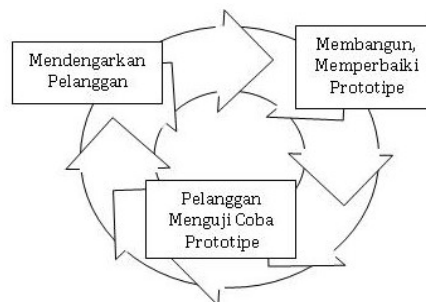 Mendengarkan
Pelanggan
Membangun,
Memperbaiki
Prototipe
Pelanggan
Menguji Coba
Prototipe